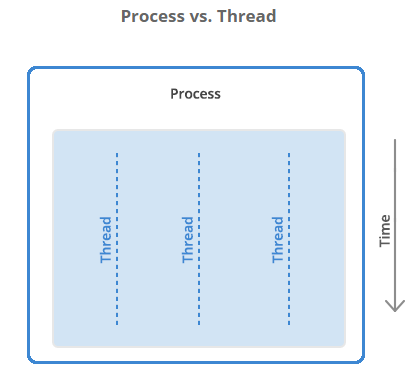 Process vs. Thread
Process
Thread
Thread
Thread
Time